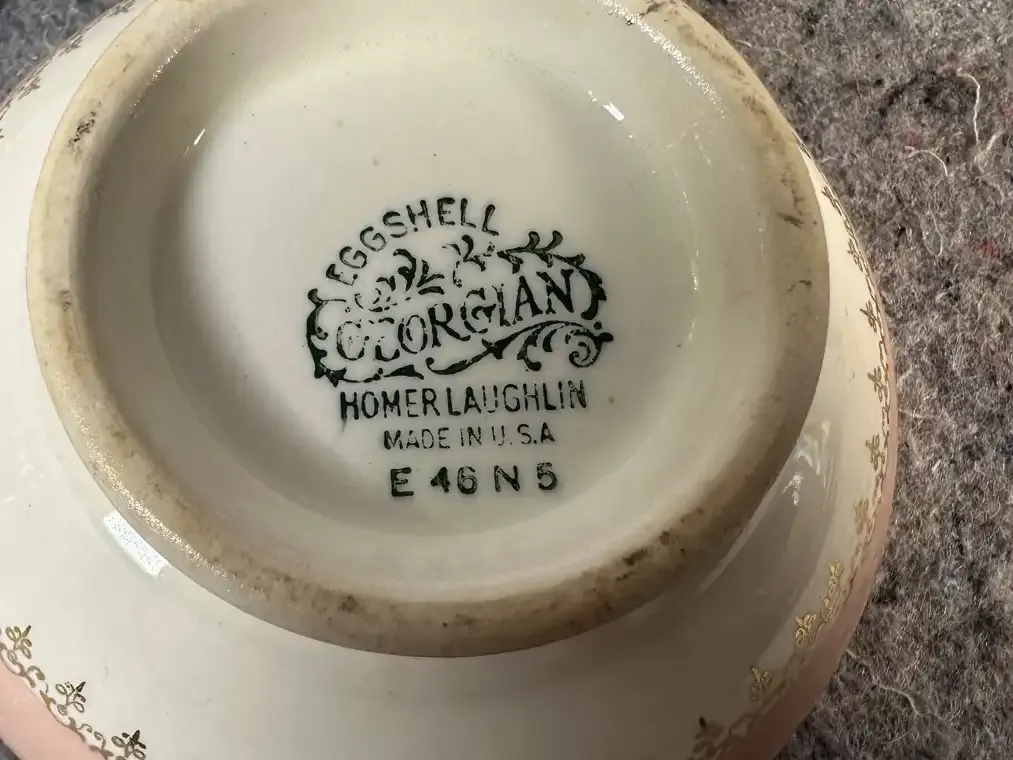 EGGSHELL
GEORGIAN
HOMER LAUGHLIN
MADE IN U.S.A
E 46 N 5